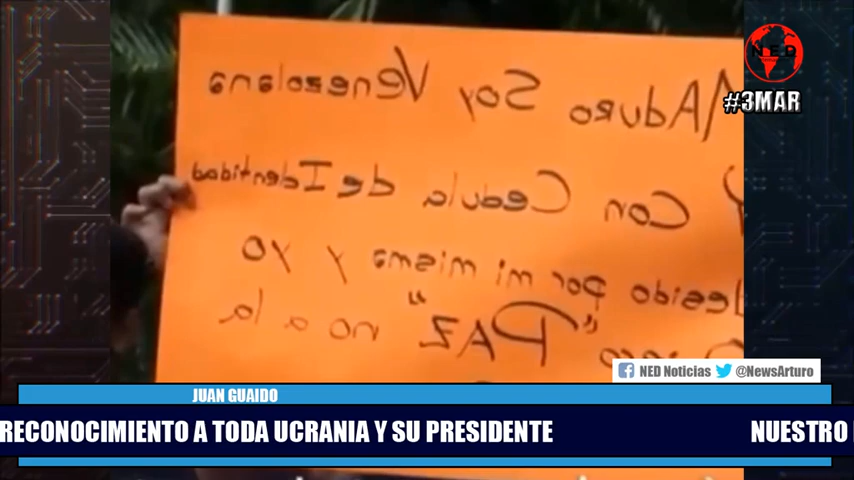 NED
#3MAR
MAduro Soy Venezolana
Y Con Cedula de Identidad
desido por mi misma y yo
"PAZ" no a la
NED Noticias @NewsArturo
JUAN GUAIDO
RECONOCIMIENTO A TODA UCRANIA Y SU PRESIDENTE NUESTRO